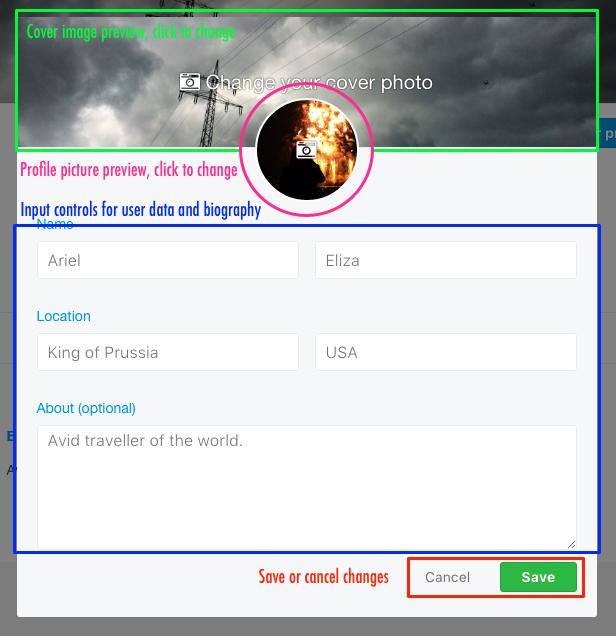 Cover image preview, click to change
Change your cover photo
r pr
Profile picture preview, click to change
Input controls for user data and biography
Name
Ariel
Eliza
Location
King of Prussia
USA
About (optional)
Avid traveller of the world.
Save or cancel changes
Cancel
Save